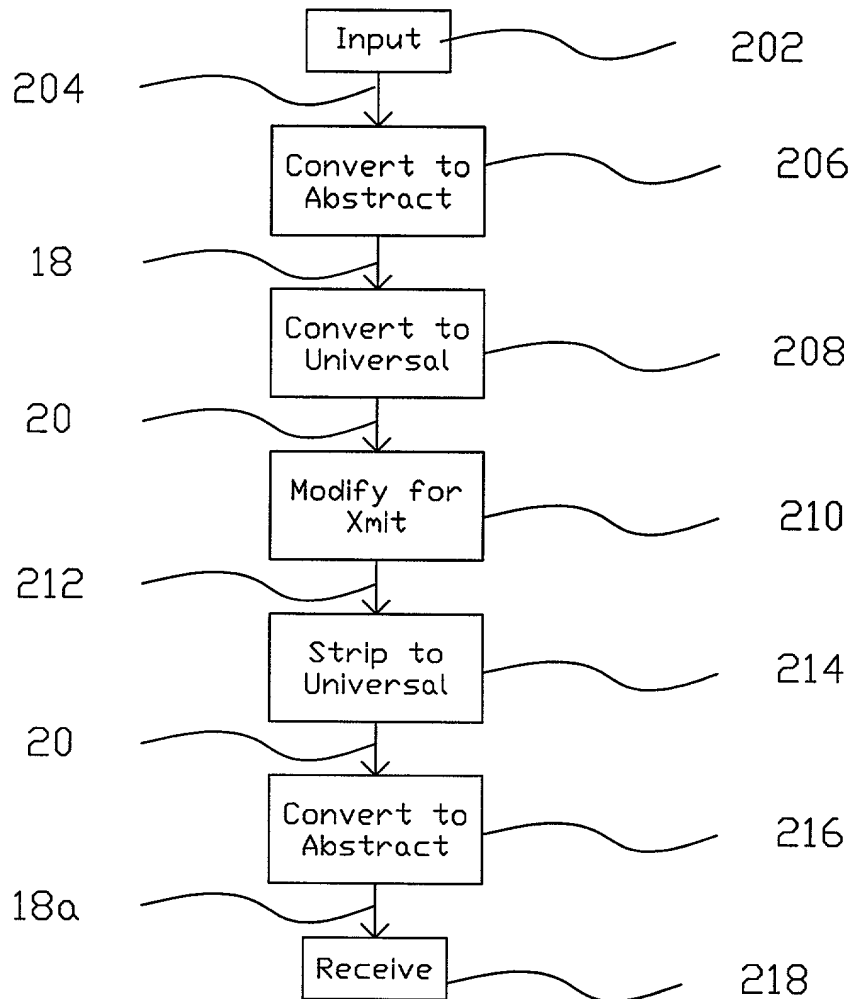 Input
202
204
Convert to
Abstract
206
18
Convert to
Universal
208
20
Modify for
Xmit
210
212
Strip to
Universal
214
20
Convert to
Abstract
216
18a
Receive
218